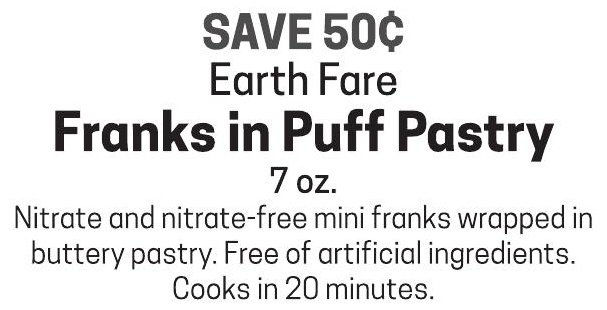 SAVE 50¢
Earth Fare
Franks in Puff Pastry
7 oz.
Nitrate and nitrate-free mini franks wrapped in
buttery pastry. Free of artificial ingredients.
Cooks in 20 minutes.